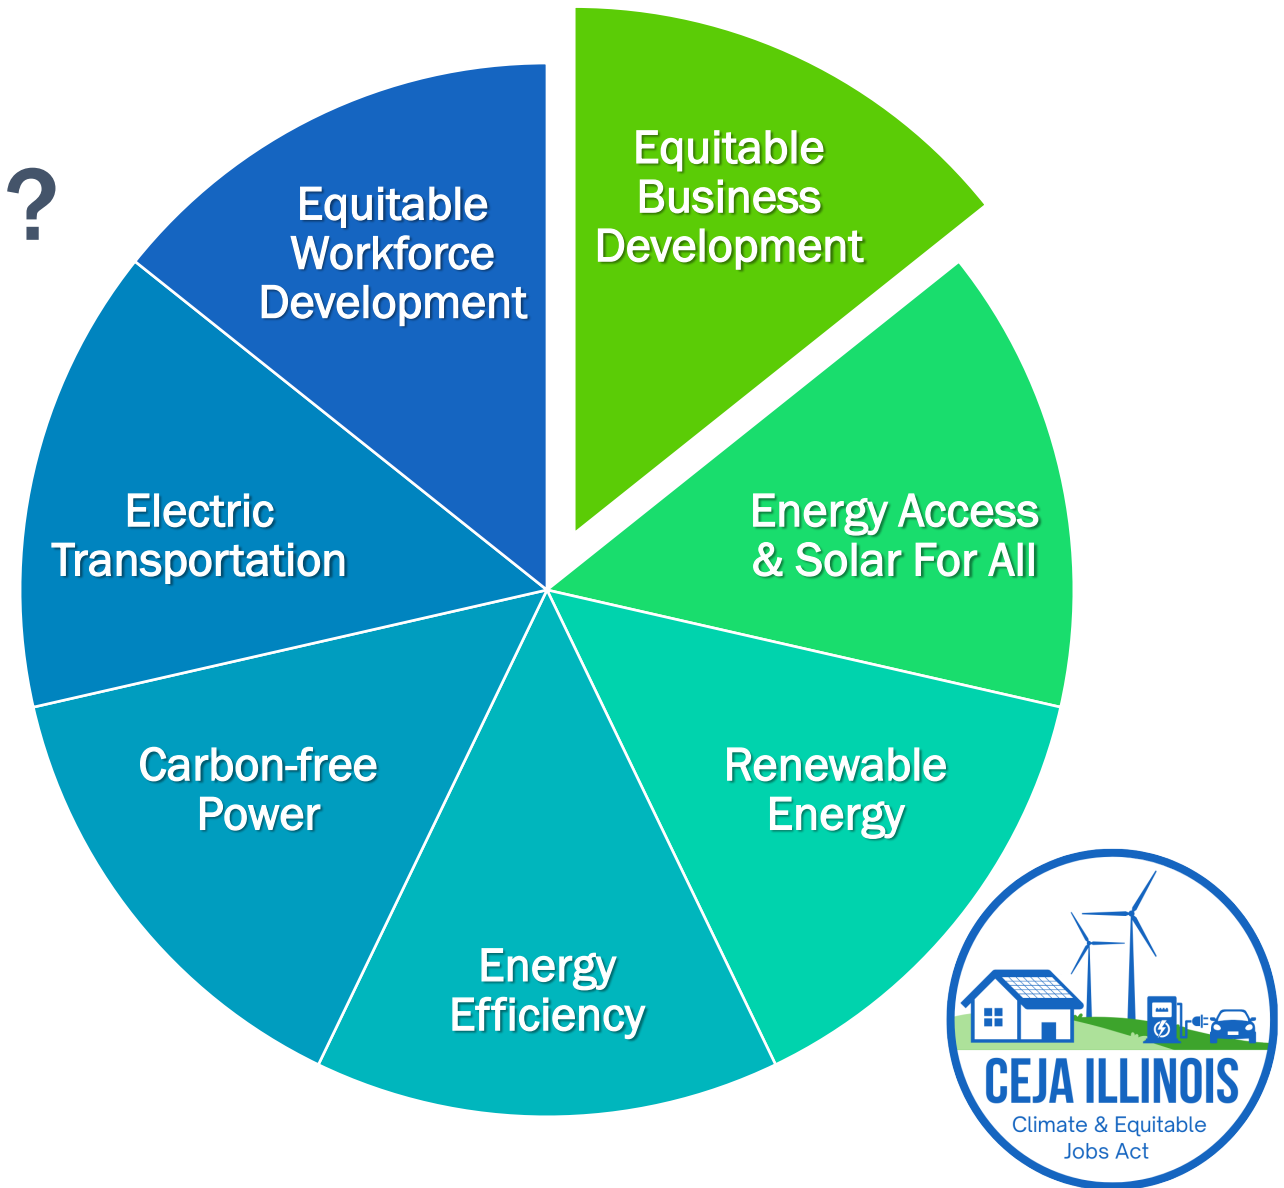 ?
Equitable
Business
Development
Equitable
Workforce
Development
Energy Access
& Solar For All
Electric
Transportation
Renewable
Energy
Carbon-free
Power
Energy
Efficiency
CEJA ILLINOIS
Climate & Equitable
Jobs Act